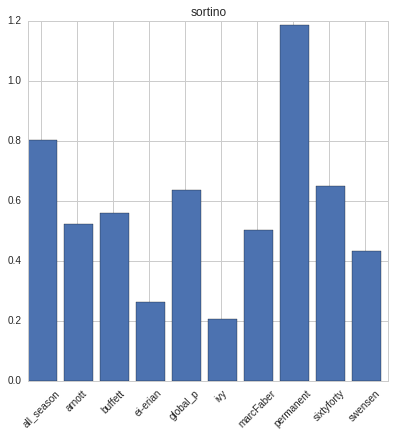 sortino
1.2
1.0
0.8
0.6
0.4
0.2
0.0
all_season
arnott
buffett
el-erian
global_p
ivy
marcFaber
permanent
sixtyforty
swensen